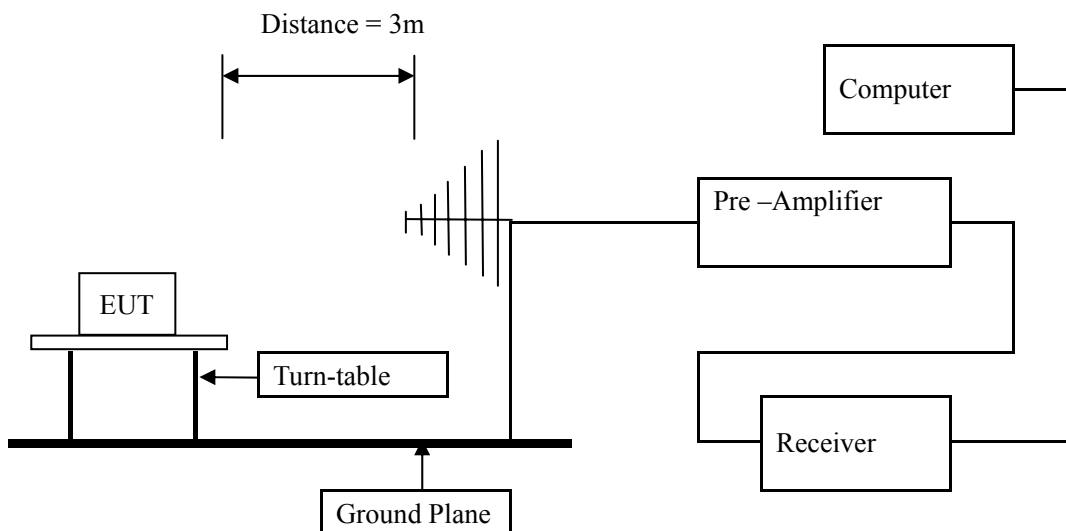 Distance = 3m
Computer
Pre –Amplifier
EUT
Turn-table
Receiver
Ground Plane